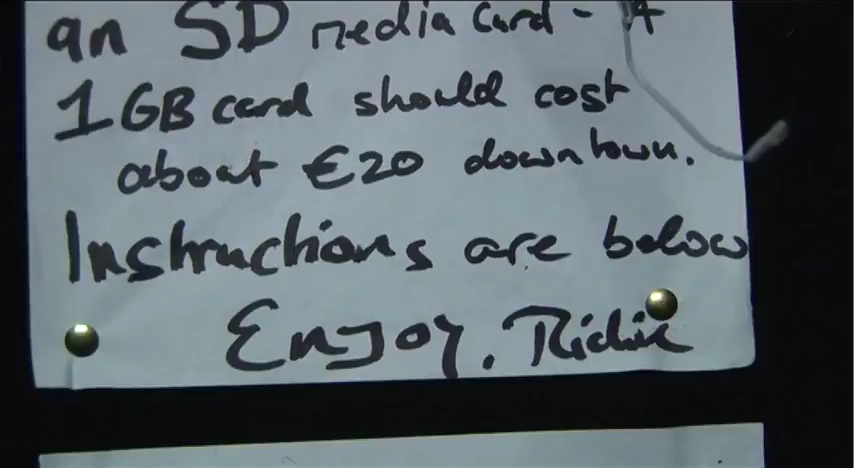 an SD media card - A
1GB card should cost
about €20 downtown.
Instructions are below
Enjoy, Richie